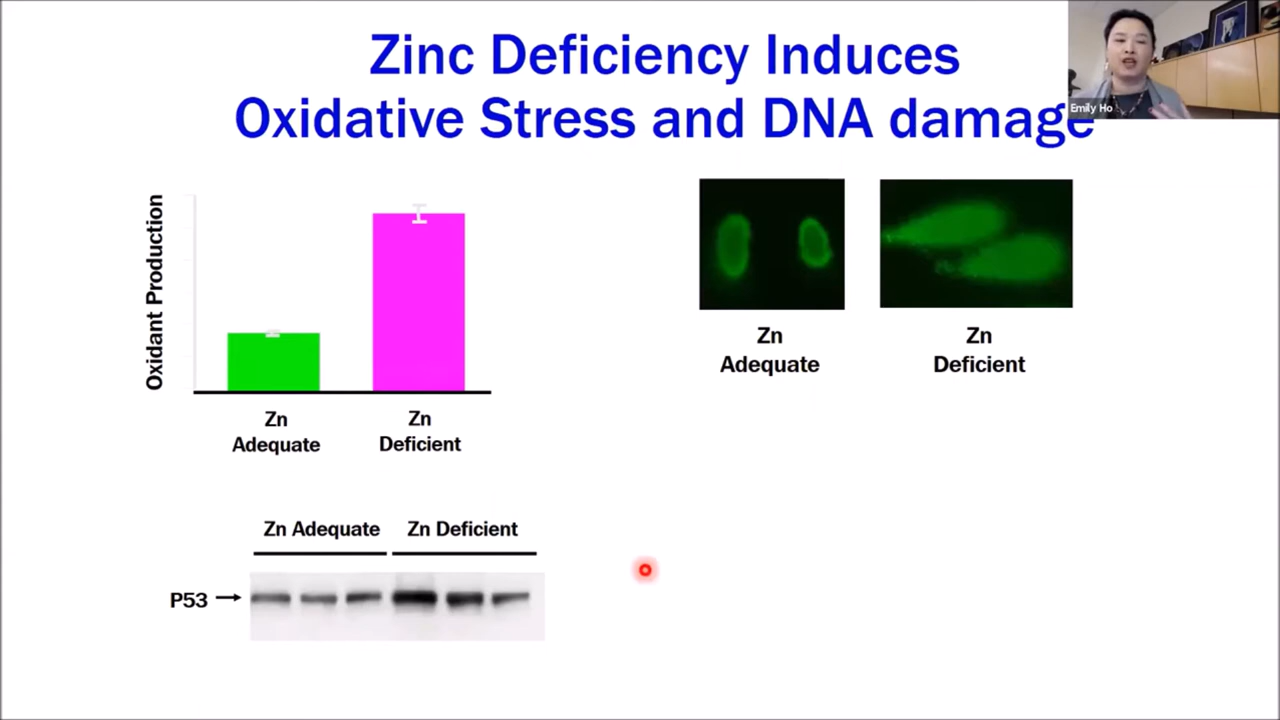 Zinc Deficiency Induces
Oxidative Stress and DNA damage
Emily Ho
Oxidant Production
Zn
Adequate
Zn
Deficient
Zn
Adequate
Zn
Deficient
Zn Adequate
Zn Deficient
P53